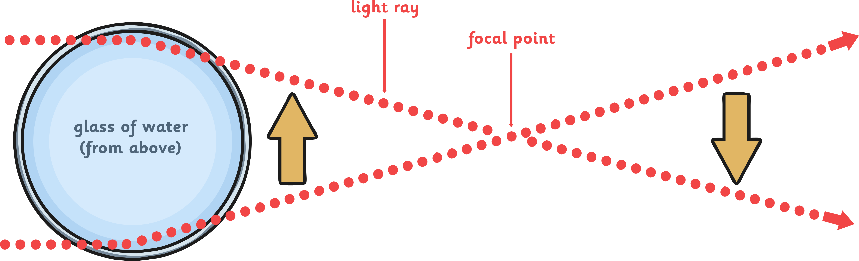 light ray
focal point
glass of water
(from above)